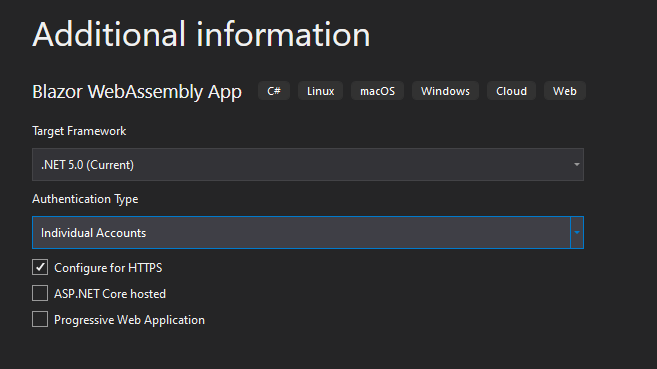 Additional information
Blazor WebAssembly App C# Linux macOS Windows Cloud Web
Target Framework
.NET 5.0 (Current)
Authentication Type
Individual Accounts
Configure for HTTPS
ASP.NET Core hosted
Progressive Web Application